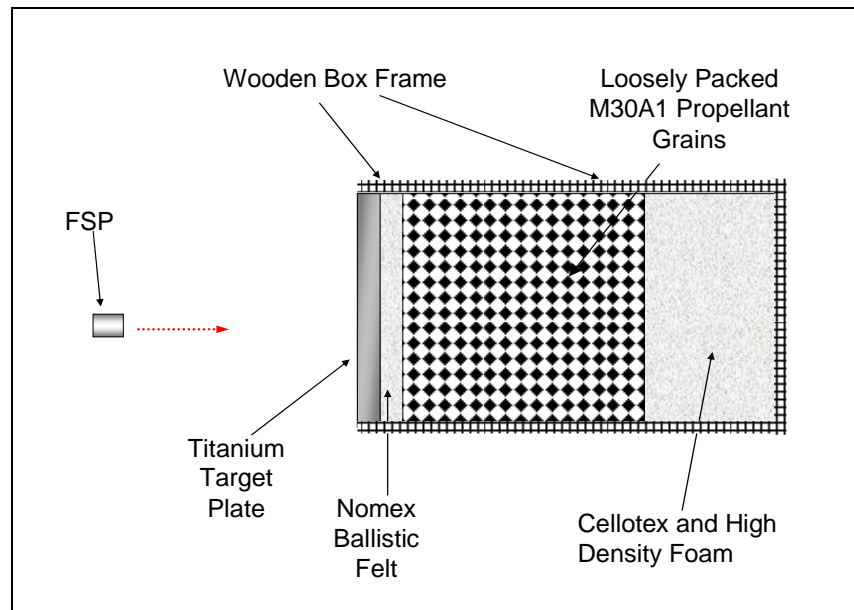 Wooden Box Frame
Loosely Packed
M30A1 Propellant
Grains
FSP
Titanium
Target
Plate
Nomex
Ballistic
Felt
Cellotex and High
Density Foam